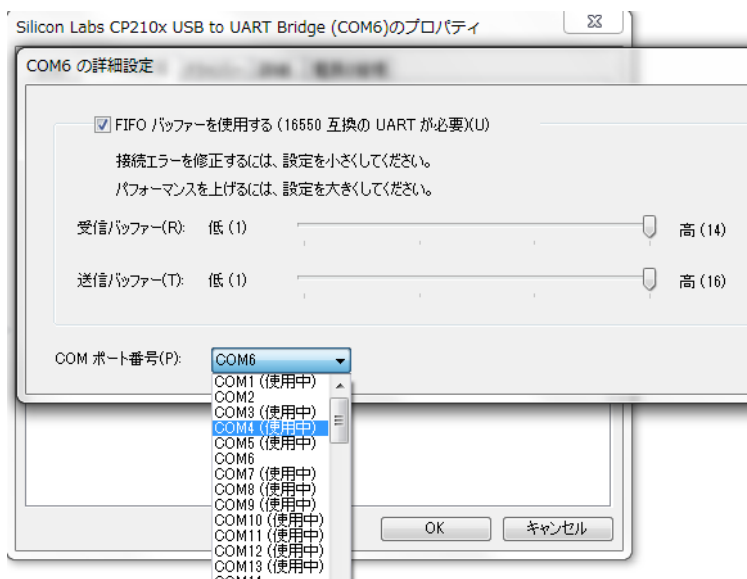 Silicon Labs CP210x USB to UART Bridge (COM6)のプロパティ
COM6 の詳細設定
FIFO バッファーを使用する (16550 互換の UART が必要)(U)
接続エラーを修正するには、設定を小さくしてください。
パフォーマンスを上げるには、設定を大きくしてください。
受信バッファー(R): 低 (1) 高 (14)
送信バッファー(T): 低 (1) 高 (16)
COM ポート番号(P): COM6
COM1 (使用中)
COM2
COM3 (使用中)
COM4 (使用中)
COM5 (使用中)
COM6
COM7 (使用中)
COM8 (使用中)
COM9 (使用中)
COM10 (使用中)
COM11 (使用中)
COM12 (使用中)
COM13 (使用中)
OK キャンセル